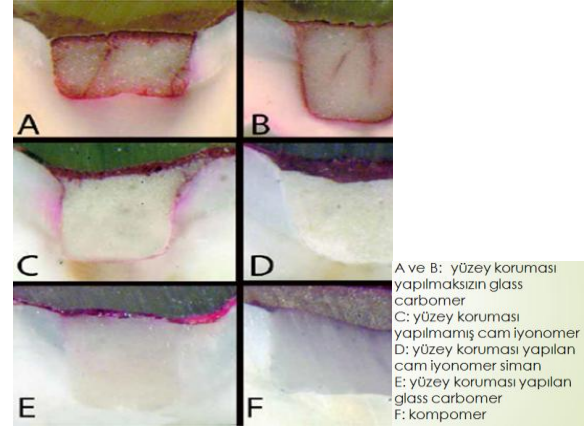 A
B
C
D
E
F
A ve B: yüzey koruması
yapılmaksızın glass
carbomer
C: yüzey koruması
yapılmamış cam iyonomer
D: yüzey koruması yapılan
cam iyonomer siman
E: yüzey koruması yapılan
glass carbomer
F: kompomer